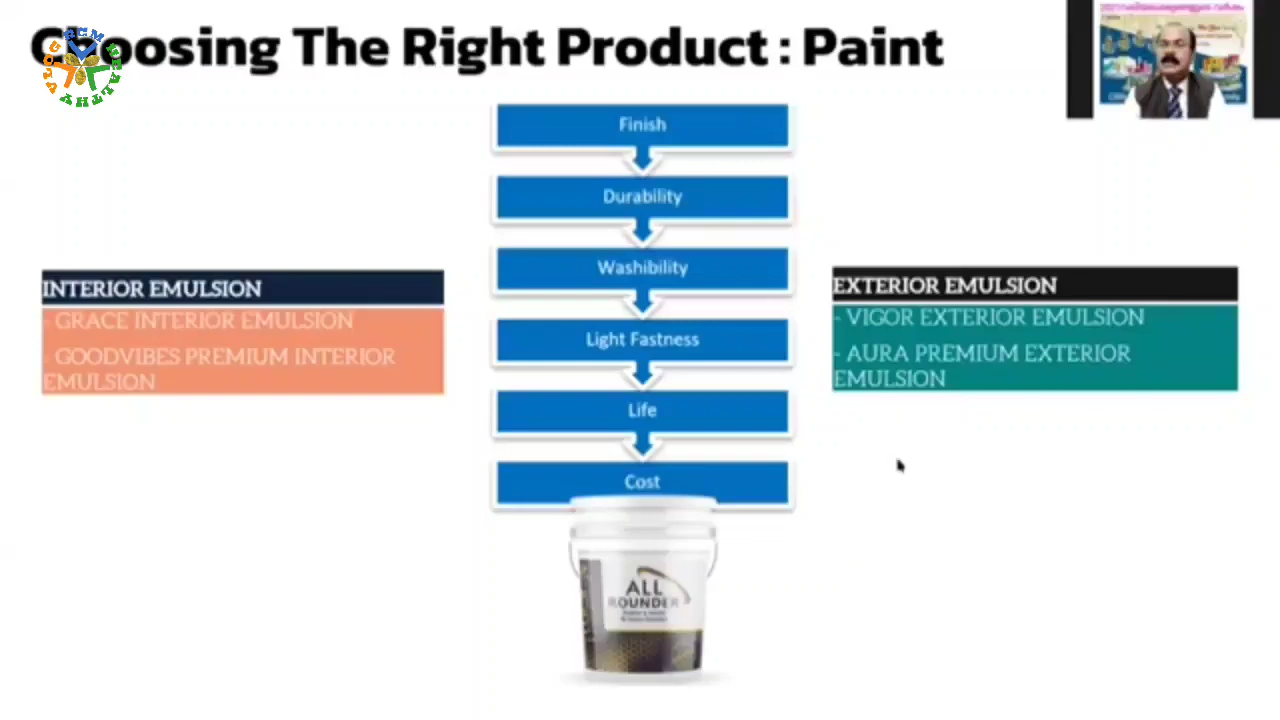 Choosing The Right Product : Paint
Finish
Durability
Washibility
Light Fastness
Life
Cost
INTERIOR EMULSION
- GRACE INTERIOR EMULSION
- GOODVIBES PREMIUM INTERIOR
EMULSION
EXTERIOR EMULSION
- VIGOR EXTERIOR EMULSION
- AURA PREMIUM EXTERIOR
EMULSION
ALL
ROUNDER